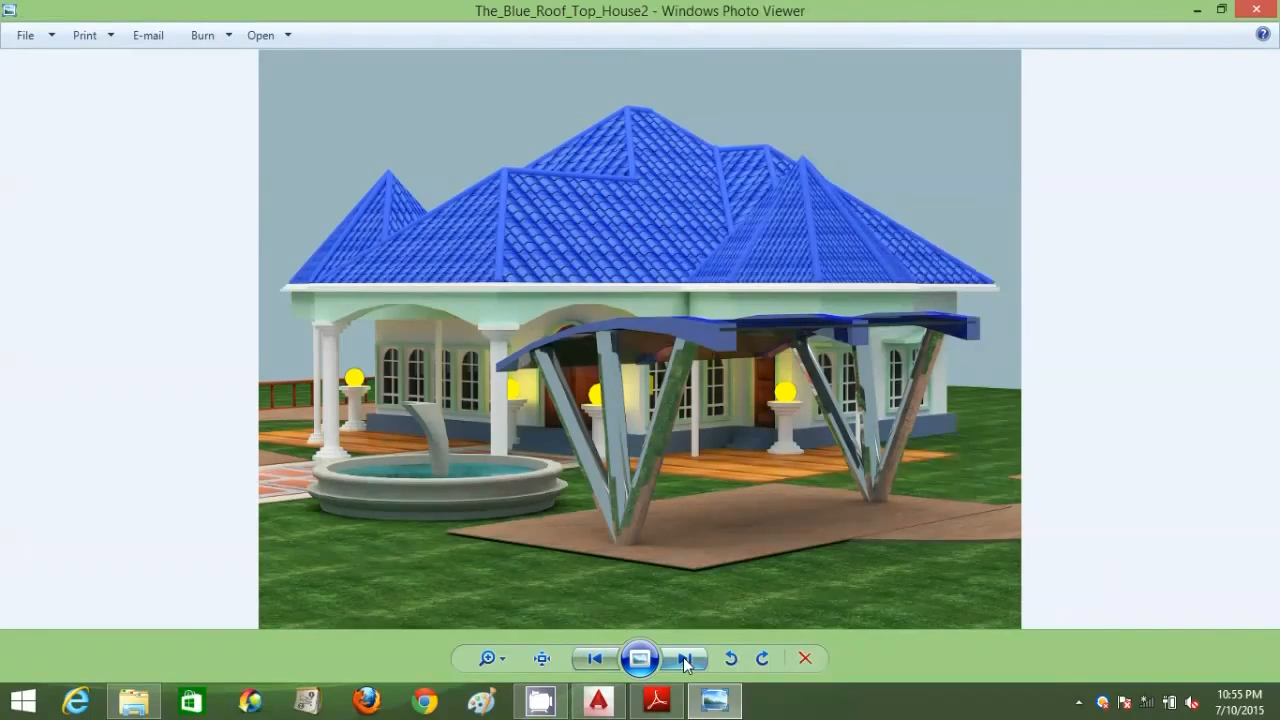 The_Blue_Roof_Top_House2 - Windows Photo Viewer
File Print E-mail Burn Open
10:55 PM
7/10/2015